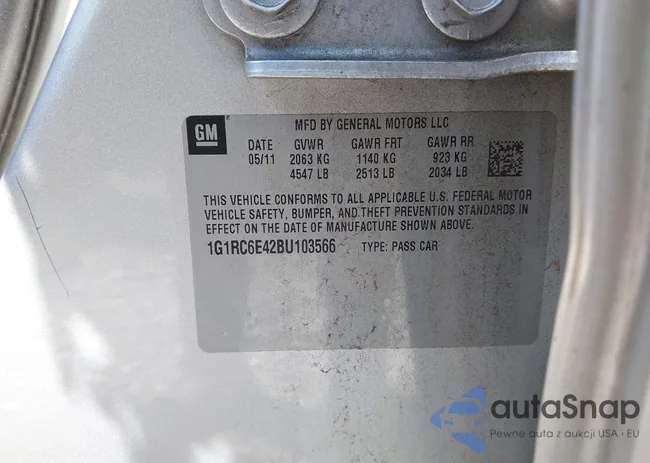 GM
MFD BY GENERAL MOTORS LLC
DATE GVWR GAWR FRT GAWR RR
05/11 2063 KG 1140 KG 923 KG
4547 LB 2513 LB 2034 LB
THIS VEHICLE CONFORMS TO ALL APPLICABLE U.S. FEDERAL MOTOR
VEHICLE SAFETY, BUMPER, AND THEFT PREVENTION STANDARDS IN
EFFECT ON THE DATE OF MANUFACTURE SHOWN ABOVE.
1G1RC6E42BU103566 TYPE: PASS CAR
autaSnap
Pewne auta z aukcji USA i EU